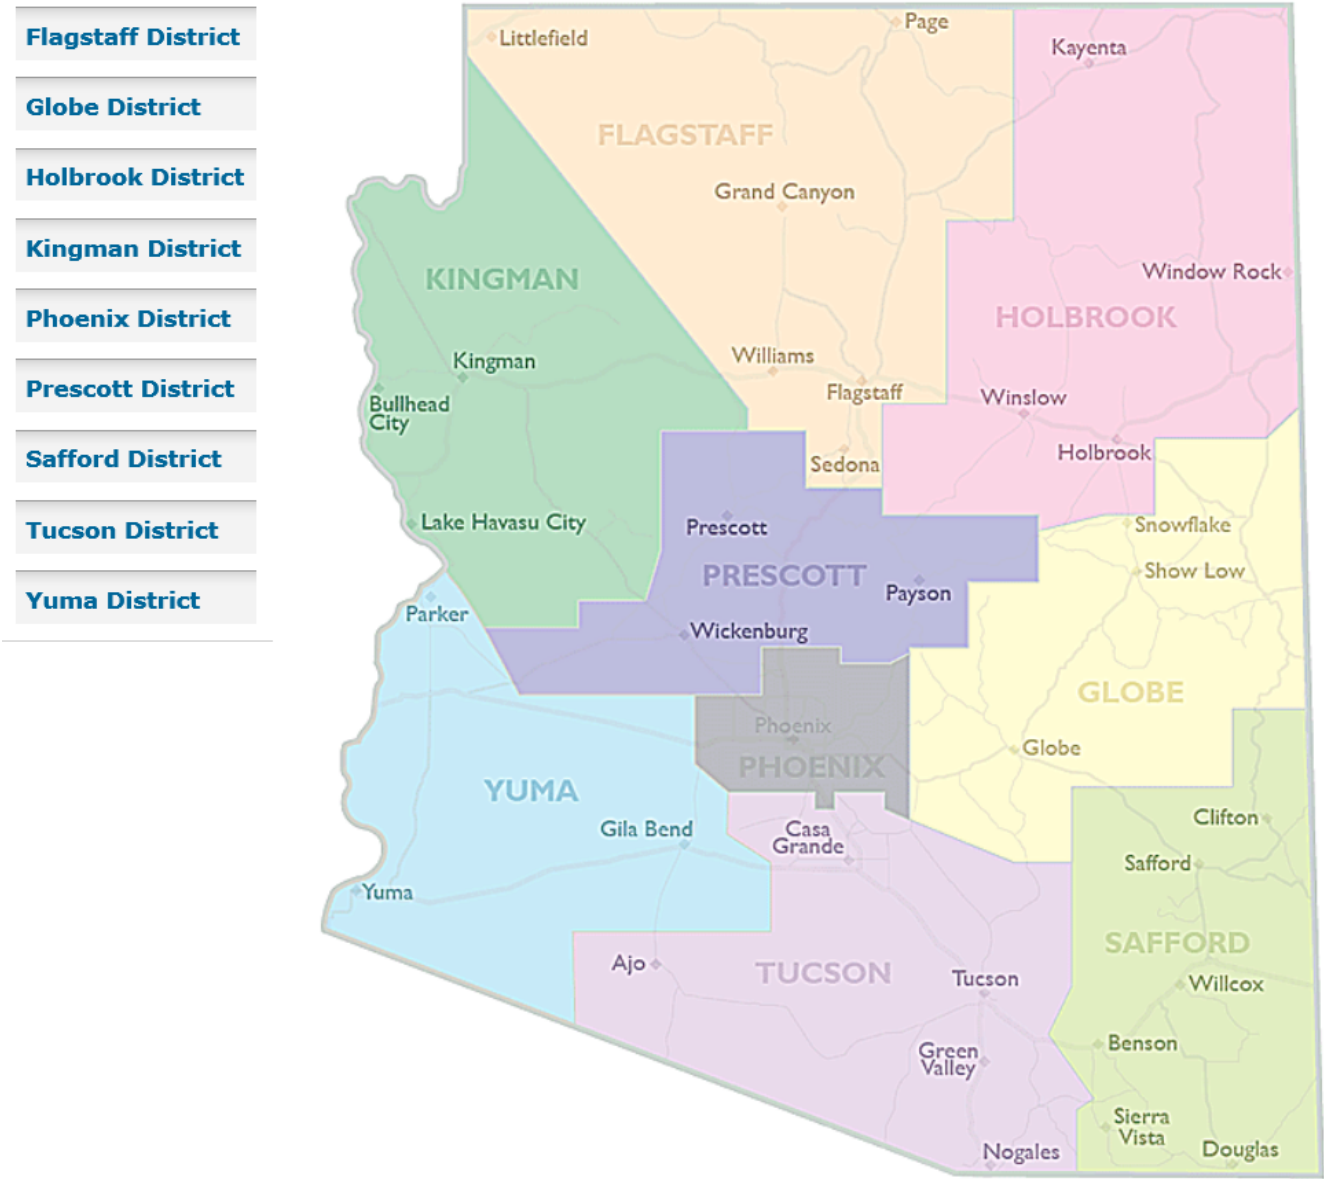 Flagstaff District
Globe District
Holbrook District
Kingman District
Phoenix District
Prescott District
Safford District
Tucson District
Yuma District
Littlefield
Page
Kayenta
FLAGSTAFF
Grand Canyon
Window Rock
KINGMAN
HOLBROOK
Williams
Kingman
Flagstaff
Winslow
Bullhead
City
Holbrook
Sedona
Lake Havasu City
Prescott
Snowflake
PRESCOTT
Show Low
Payson
Parker
Wickenburg
GLOBE
Phoenix
Globe
PHOENIX
YUMA
Clifton
Gila Bend
Casa
Grande
Safford
Yuma
SAFFORD
Ajo
TUCSON
Tucson
Willcox
Benson
Green
Valley
Sierra
Vista
Nogales
Douglas